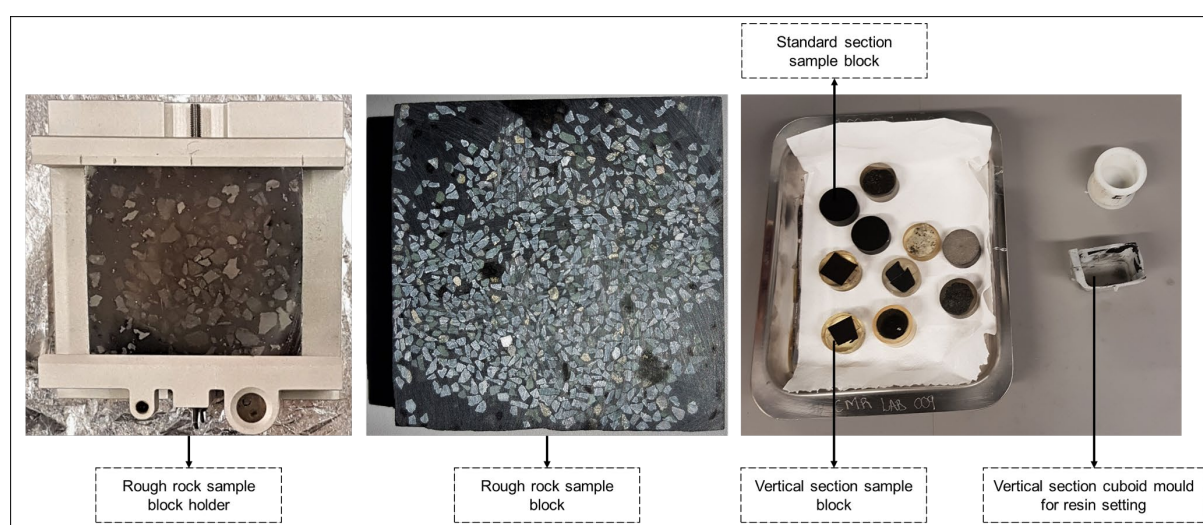 Standard section
sample block
CMR LAB 009
Rough rock sample
block holder
Rough rock sample
block
Vertical section sample
block
Vertical section cuboid mould
for resin setting